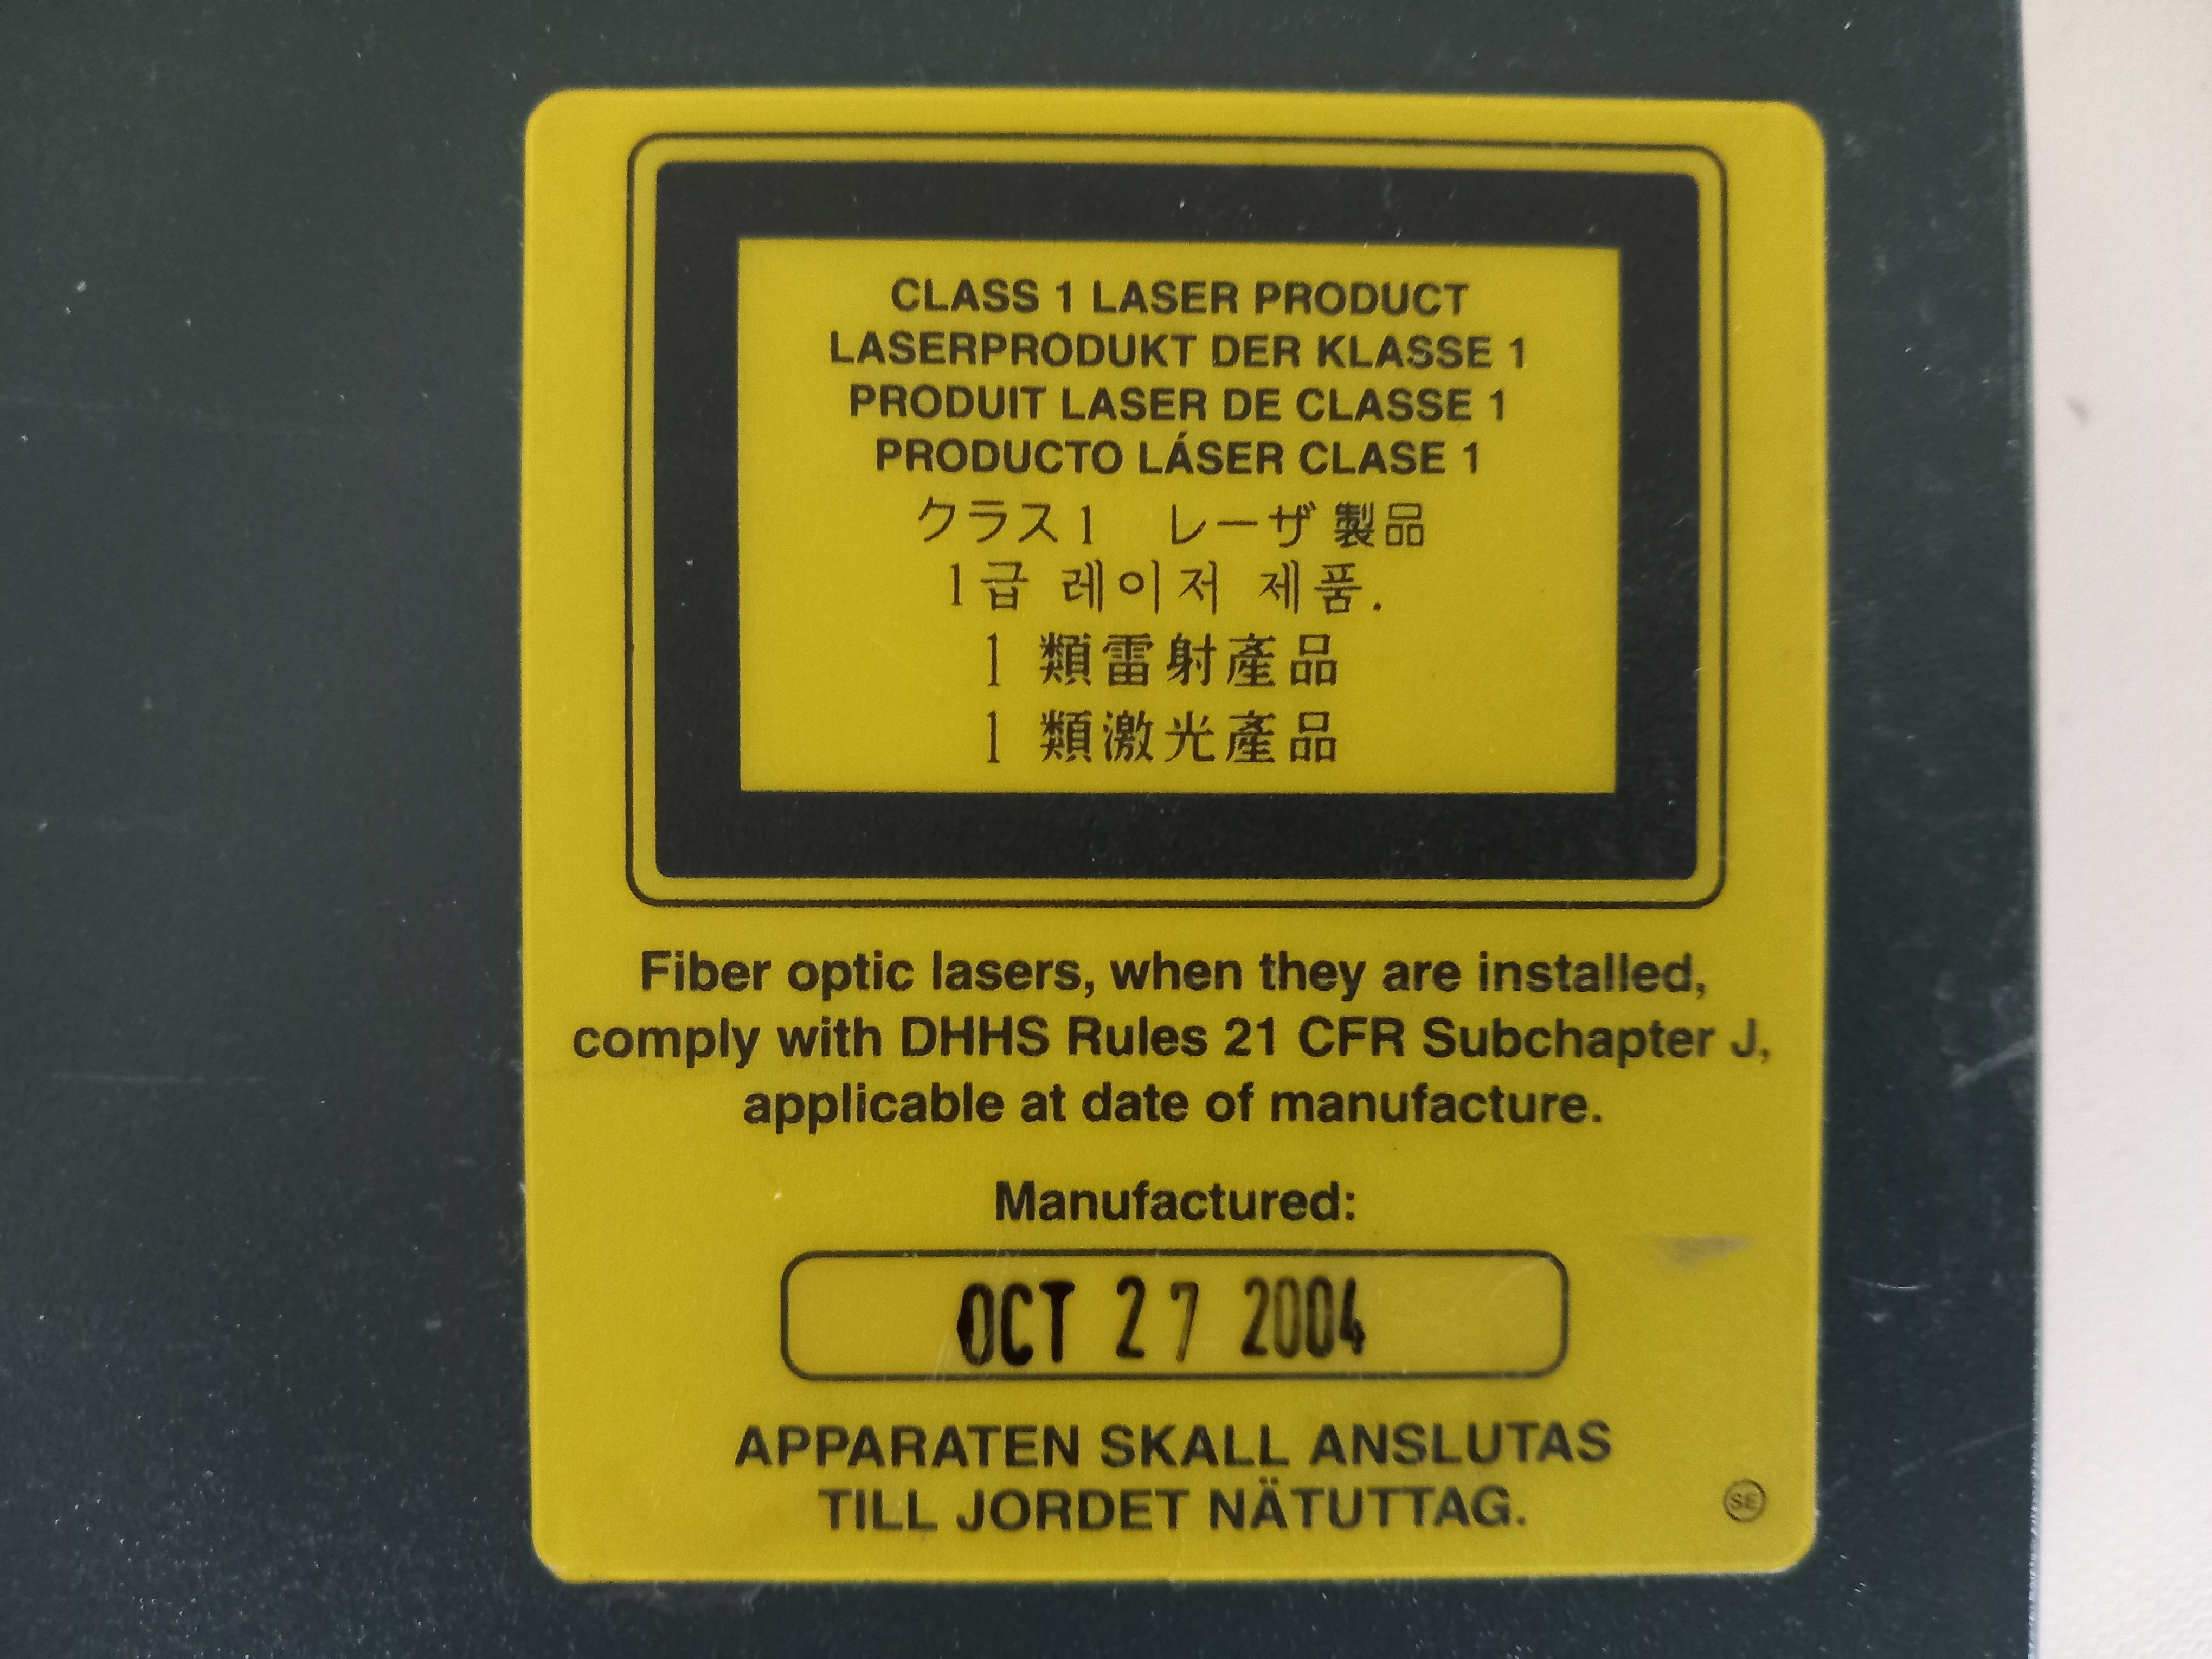 CLASS 1 LASER PRODUCT
LASERPRODUKT DER KLASSE 1
PRODUIT LASER DE CLASSE 1
PRODUCTO LÁSER CLASE 1
クラス1 レーザ製品
1급 레이저 제품.
1 類雷射產品
1 類激光產品
Fiber optic lasers, when they are installed,
comply with DHHS Rules 21 CFR Subchapter J,
applicable at date of manufacture.
Manufactured:
OCT 27 2004
APPARATEN SKALL ANSLUTAS
TILL JORDET NÄTUTTAG.
SE